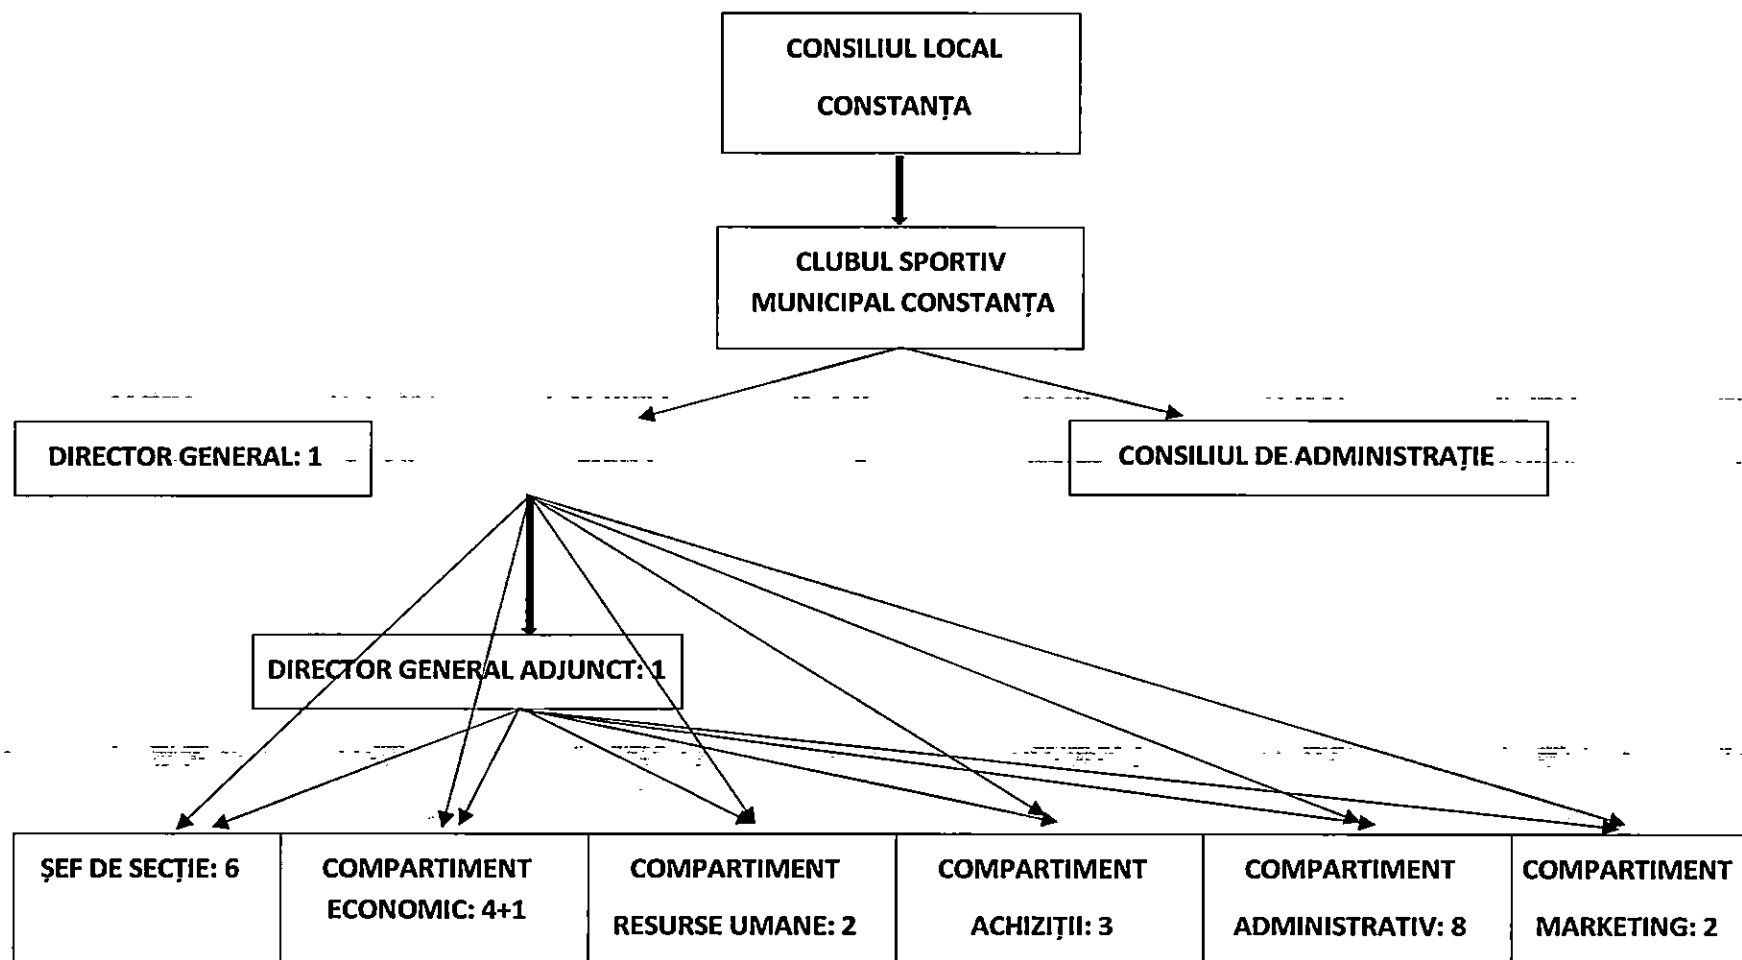 CONSILIUL LOCAL
CONSTANȚA
CLUBUL SPORTIV
MUNICIPAL CONSTANȚA
DIRECTOR GENERAL: 1
CONSILIUL DE ADMINISTRAȚIE
DIRECTOR GENERAL ADJUNCT: 1
ȘEF DE SECȚIE: 6
COMPARTIMENT
ECONOMIC: 4+1
COMPARTIMENT
RESURSE UMANE: 2
COMPARTIMENT
ACHIZIȚII: 3
COMPARTIMENT
ADMINISTRATIV: 8
COMPARTIMENT
MARKETING: 2